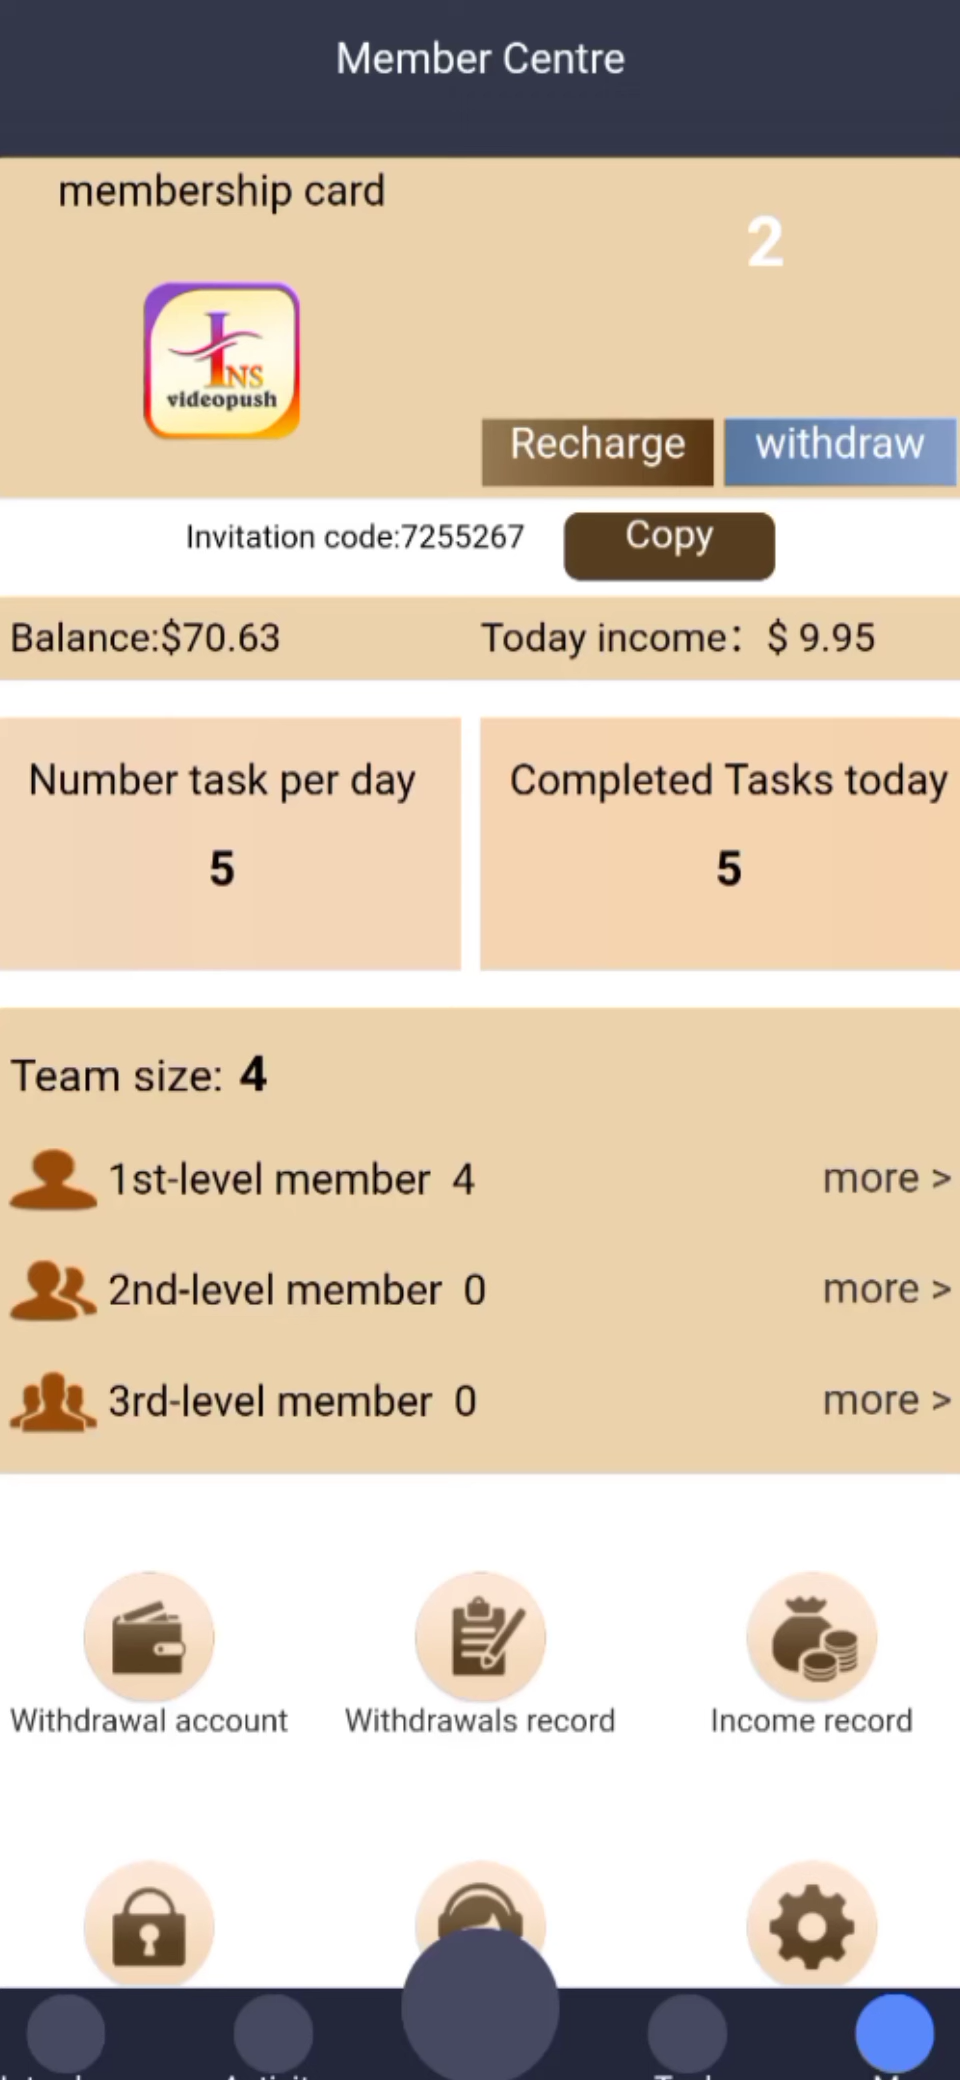 Member Centre
membership card
2
INS
videopush
Recharge
withdraw
Invitation code:7255267
Copy
Balance:$70.63
Today income： $ 9.95
Number task per day
Completed Tasks today
5
5
Team size: 4
1st-level member 4
more >
2nd-level member 0
more >
3rd-level member 0
more >
Withdrawal account
Withdrawals record
Income record